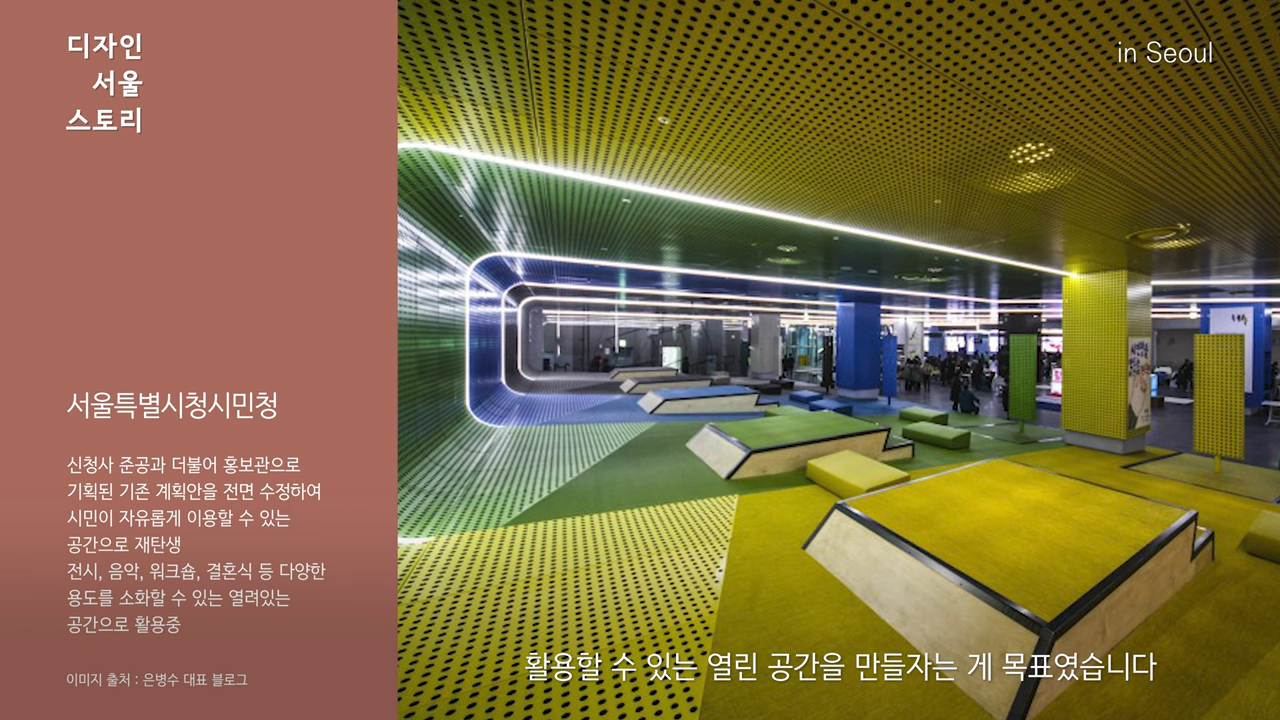 디자인
서울
스토리
in Seoul
서울특별시청시민청
신청사 준공과 더불어 홍보관으로
기획된 기존 계획안을 전면 수정하여
시민이 자유롭게 이용할 수 있는
공간으로 재탄생
전시, 음악, 워크숍, 결혼식 등 다양한
용도를 소화할 수 있는 열려있는
공간으로 활용중
이미지 출처 : 은병수 대표 블로그
활용할 수 있는 열린 공간을 만들자는 게 목표였습니다